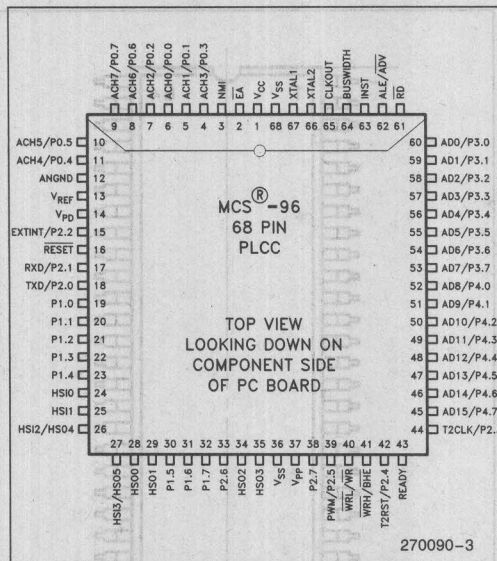 ACH7/P0.7
ACH6/P0.6
ACH2/P0.2
ACH0/P0.0
ACH1/P0.1
ACH3/P0.3
NMI
EA
VCC
VSS
XTAL1
XTAL2
CLKOUT
BUSWIDTH
INST
ALE/ADV
RD
9 8 7 6 5 4 3 2 1 68 67 66 65 64 63 62 61
ACH5/P0.5 10
ACH4/P0.4 11
ANGND 12
VREF 13
VPD 14
EXTINT/P2.2 15
RESET 16
RXD/P2.1 17
TXD/P2.0 18
P1.0 19
P1.1 20
P1.2 21
P1.3 22
P1.4 23
HSI0 24
HSI1 25
HSI2/HSO4 26
MCS®-96
68 PIN
PLCC
TOP VIEW
LOOKING DOWN ON
COMPONENT SIDE
OF PC BOARD
60 AD0/P3.0
59 AD1/P3.1
58 AD2/P3.2
57 AD3/P3.3
56 AD4/P3.4
55 AD5/P3.5
54 AD6/P3.6
53 AD7/P3.7
52 AD8/P4.0
51 AD9/P4.1
50 AD10/P4.2
49 AD11/P4.3
48 AD12/P4.4
47 AD13/P4.5
46 AD14/P4.6
45 AD15/P4.7
44 T2CLK/P2.
27 28 29 30 31 32 33 34 35 36 37 38 39 40 41 42 43
HSI3/HSO5
HSO0
HSO1
P1.5
P1.6
P1.7
P2.6
HSO2
HSO3
VSS
VPP
P2.7
PWM/P2.5
WRL/WR
WRH/BHE
T2RST/P2.4
READY
270090-3